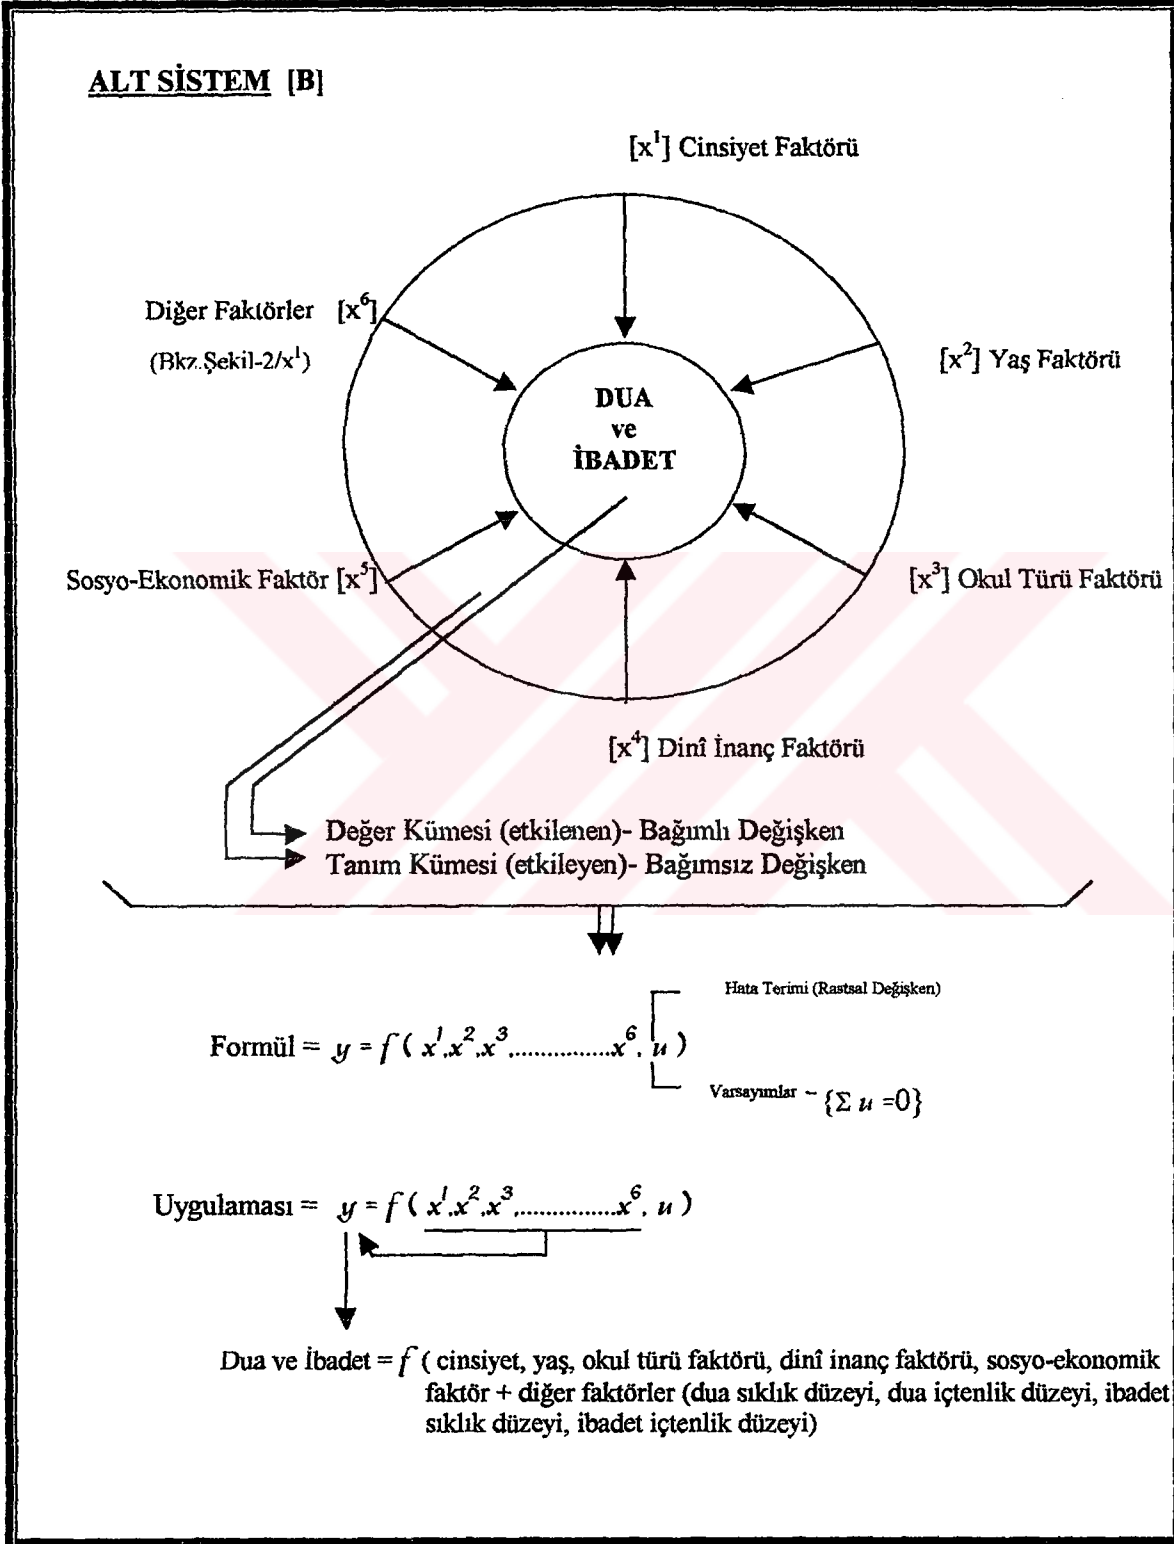 ALT SİSTEM [B]
[x¹] Cinsiyet Faktörü
Diğer Faktörler [x⁶]
(Bkz.Şekil-2/x¹)
[x²] Yaş Faktörü
DUA
ve
İBADET
Sosyo-Ekonomik Faktör [x⁵]
[x³] Okul Türü Faktörü
[x⁴] Dinî İnanç Faktörü
Değer Kümesi (etkilenen)- Bağımlı Değişken
Tanım Kümesi (etkileyen)- Bağımsız Değişken
Hata Terimi (Rastsal Değişken)
Formül = y = f ( x¹,x²,x³,................x⁶, u )
Varsayımlar – {Σ u =0}
Uygulaması = y = f ( x¹,x²,x³,................x⁶, u )
Dua ve İbadet = f ( cinsiyet, yaş, okul türü faktörü, dinî inanç faktörü, sosyo-ekonomik
faktör + diğer faktörler (dua sıklık düzeyi, dua içtenlik düzeyi, ibadet
sıklık düzeyi, ibadet içtenlik düzeyi)